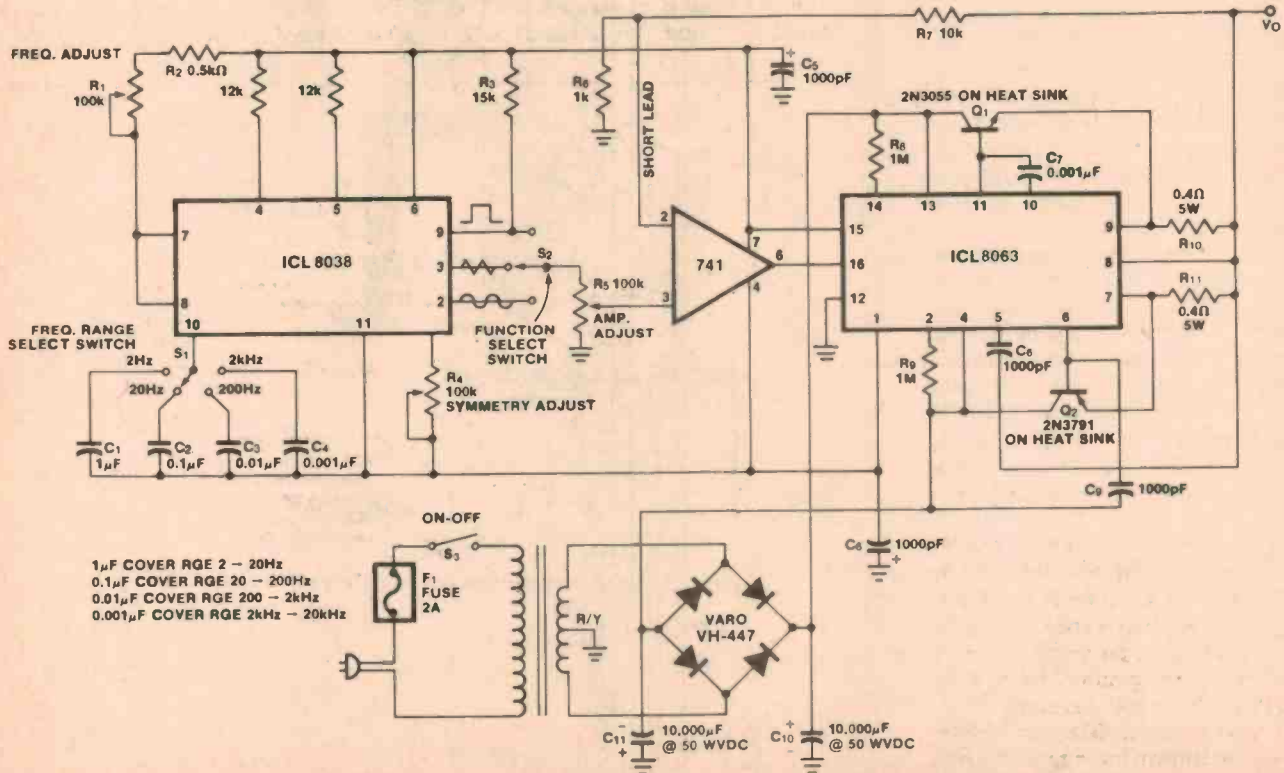 FREQ. ADJUST
R1
100k
R2 0.5kΩ
12k
12k
R3
15k
R6
1k
SHORT LEAD
R7 10k
VO
+
C5
1000pF
2N3055 ON HEAT SINK
Q1
R8
1M
C7
0.001µF
4
5
6
7
8
10
11
9
3
2
ICL8038
S2
R5 100k
AMP.
ADJUST
FUNCTION
SELECT
SWITCH
2
3
741
7
6
4
14
13
11
10
15
16
12
9
8
7
1
2
4
5
6
ICL8063
0.4Ω
5W
R10
R11
0.4Ω
5W
FREQ. RANGE
SELECT SWITCH
S1
2Hz
2kHz
20Hz
200Hz
C1
1µF
C2
0.1µF
C3
0.01µF
C4
0.001µF
R4
100k
SYMMETRY ADJUST
R9
1M
C6
1000pF
Q2
2N3791
ON HEAT SINK
C9
1000pF
C6
1000pF
+
1µF COVER RGE 2 → 20Hz
0.1µF COVER RGE 20 → 200Hz
0.01µF COVER RGE 200 → 2kHz
0.001µF COVER RGE 2kHz → 20kHz
ON-OFF
S3
F1
FUSE
2A
R/Y
VARO
VH-447
−
C11
+
10,000µF
@ 50 WVDC
+
C10
−
10,000µF
@ 50 WVDC